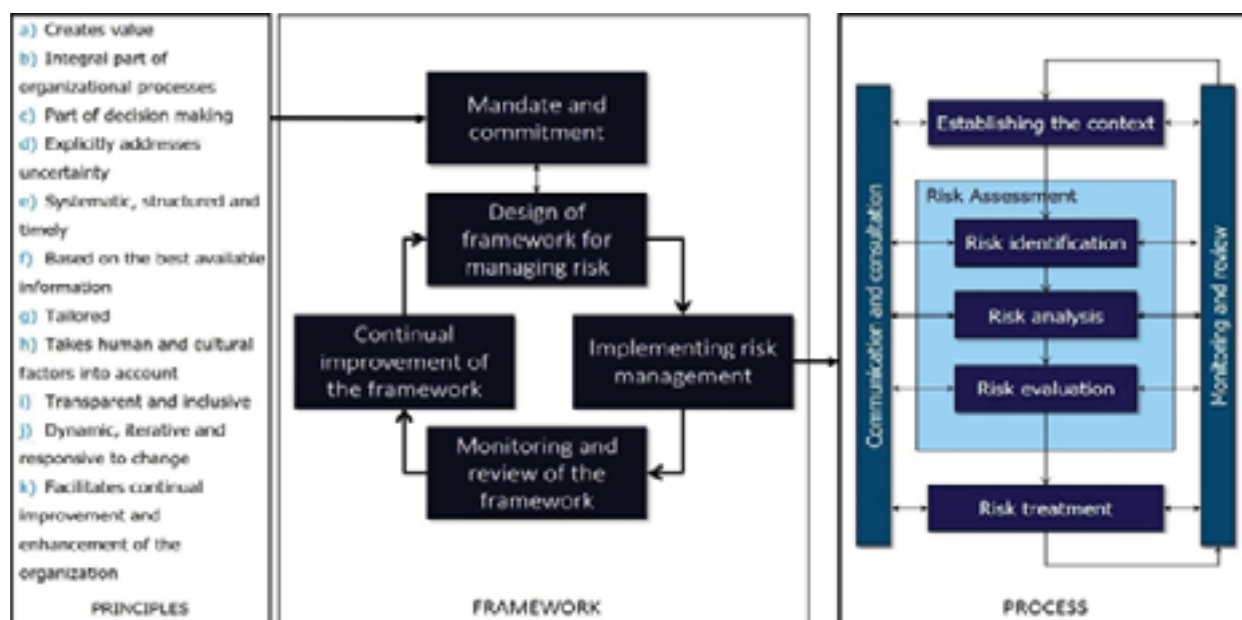 a) Creates value
b) Integral part of
organizational processes
c) Part of decision making
d) Explicitly addresses
uncertainty
e) Systematic, structured and
timely
f) Based on the best available
information
g) Tailored
h) Takes human and cultural
factors into account
i) Transparent and inclusive
j) Dynamic, iterative and
responsive to change
k) Facilitates continual
improvement and
enhancement of the
organization
PRINCIPLES
Mandate and
commitment
Design of
framework for
managing risk
Continual
improvement of
the framework
Implementing risk
management
Monitoring and
review of the
framework
FRAMEWORK
Communication and consultation
Establishing the context
Risk Assessment
Risk identification
Risk analysis
Risk evaluation
Risk treatment
Monitoring and review
PROCESS